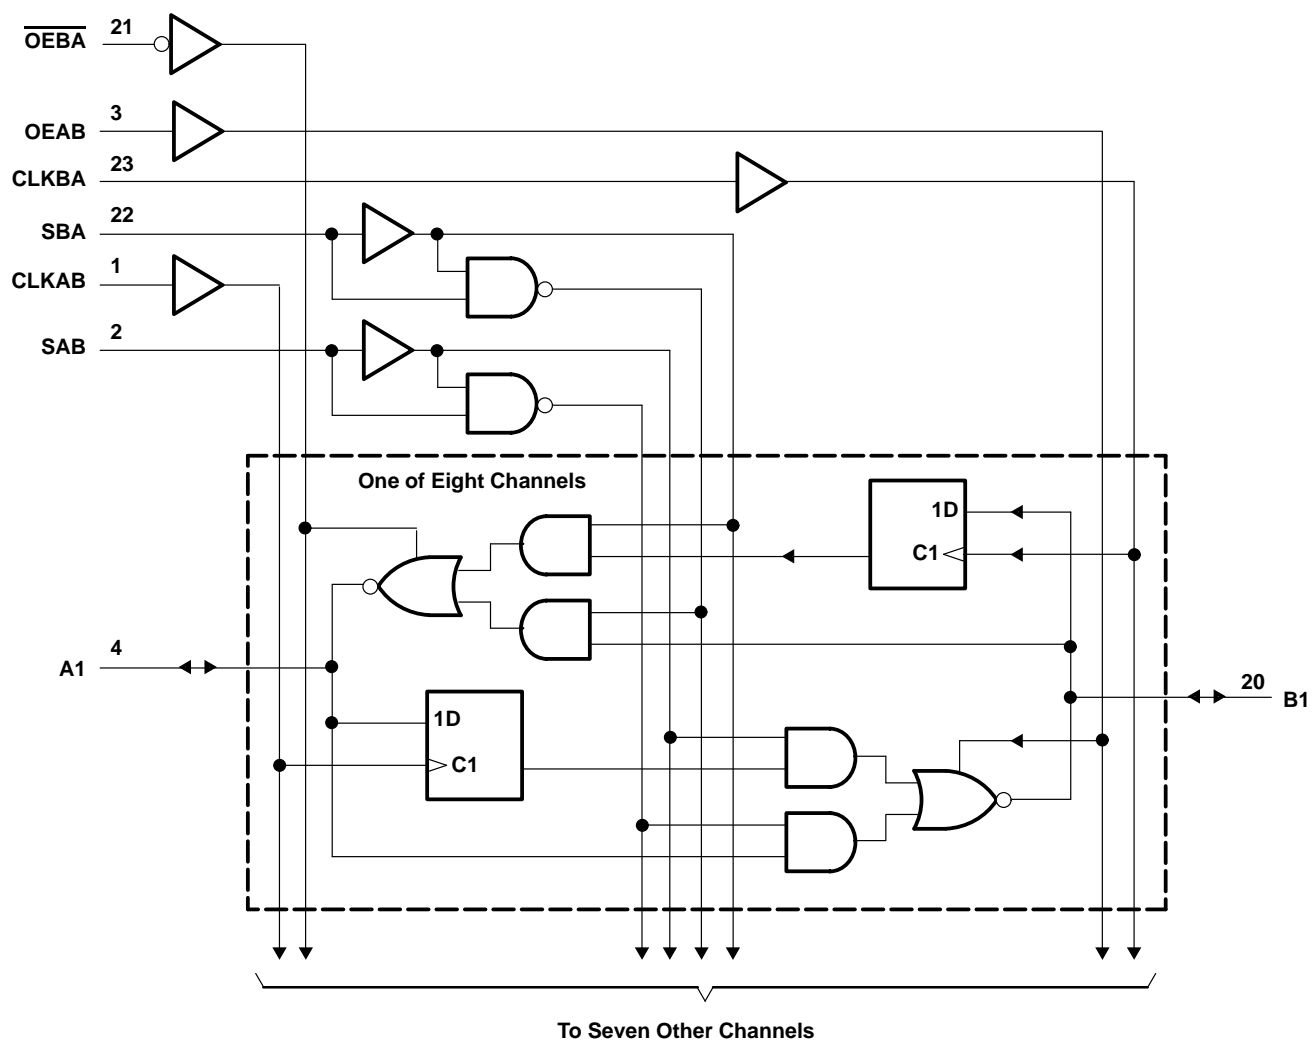 OEBA 21
OEAB 3
CLKBA 23
SBA 22
CLKAB 1
SAB 2
One of Eight Channels
1D
C1
A1 4
1D
C1
20 B1
To Seven Other Channels